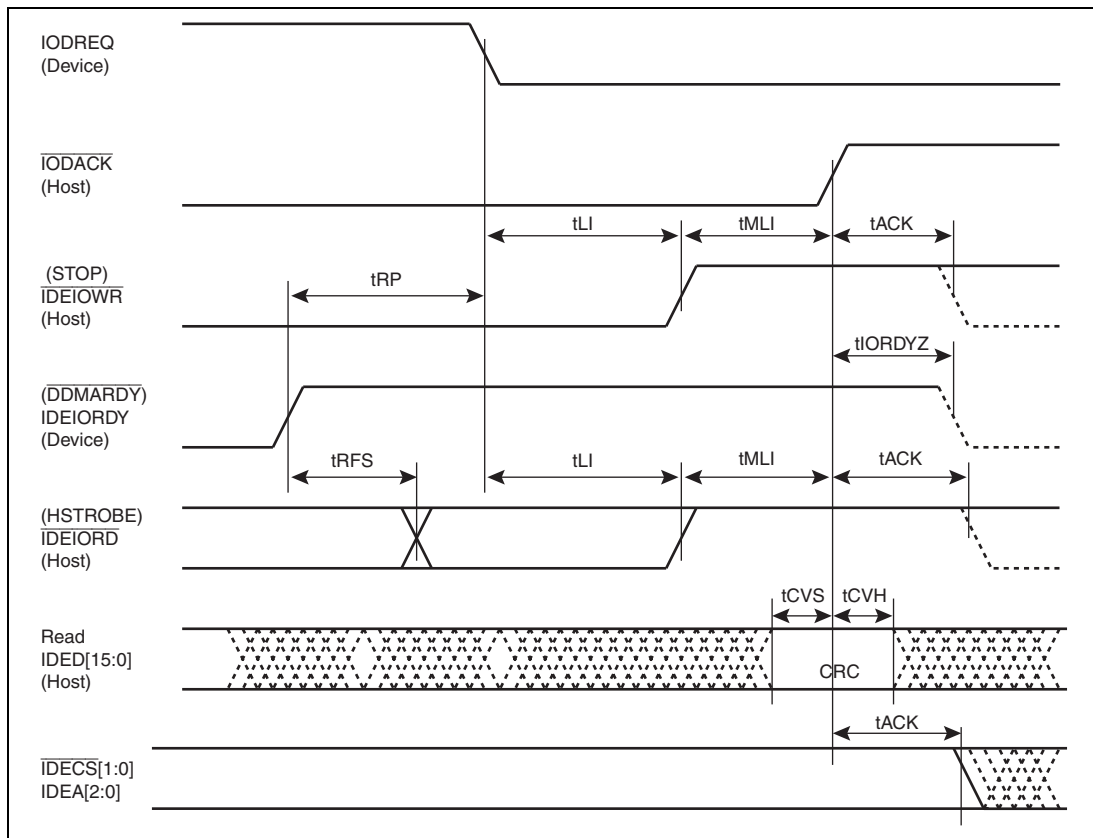 IODREQ
(Device)
IODACK
(Host)
tLI
tMLI
tACK
(STOP)
IDEIOWR
(Host)
tRP
tIORDYZ
(DDMARDY)
IDEIORDY
(Device)
tRFS
tLI
tMLI
tACK
(HSTROBE)
IDEIORD
(Host)
tCVS
tCVH
Read
IDED[15:0]
(Host)
CRC
tACK
IDECS[1:0]
IDEA[2:0]